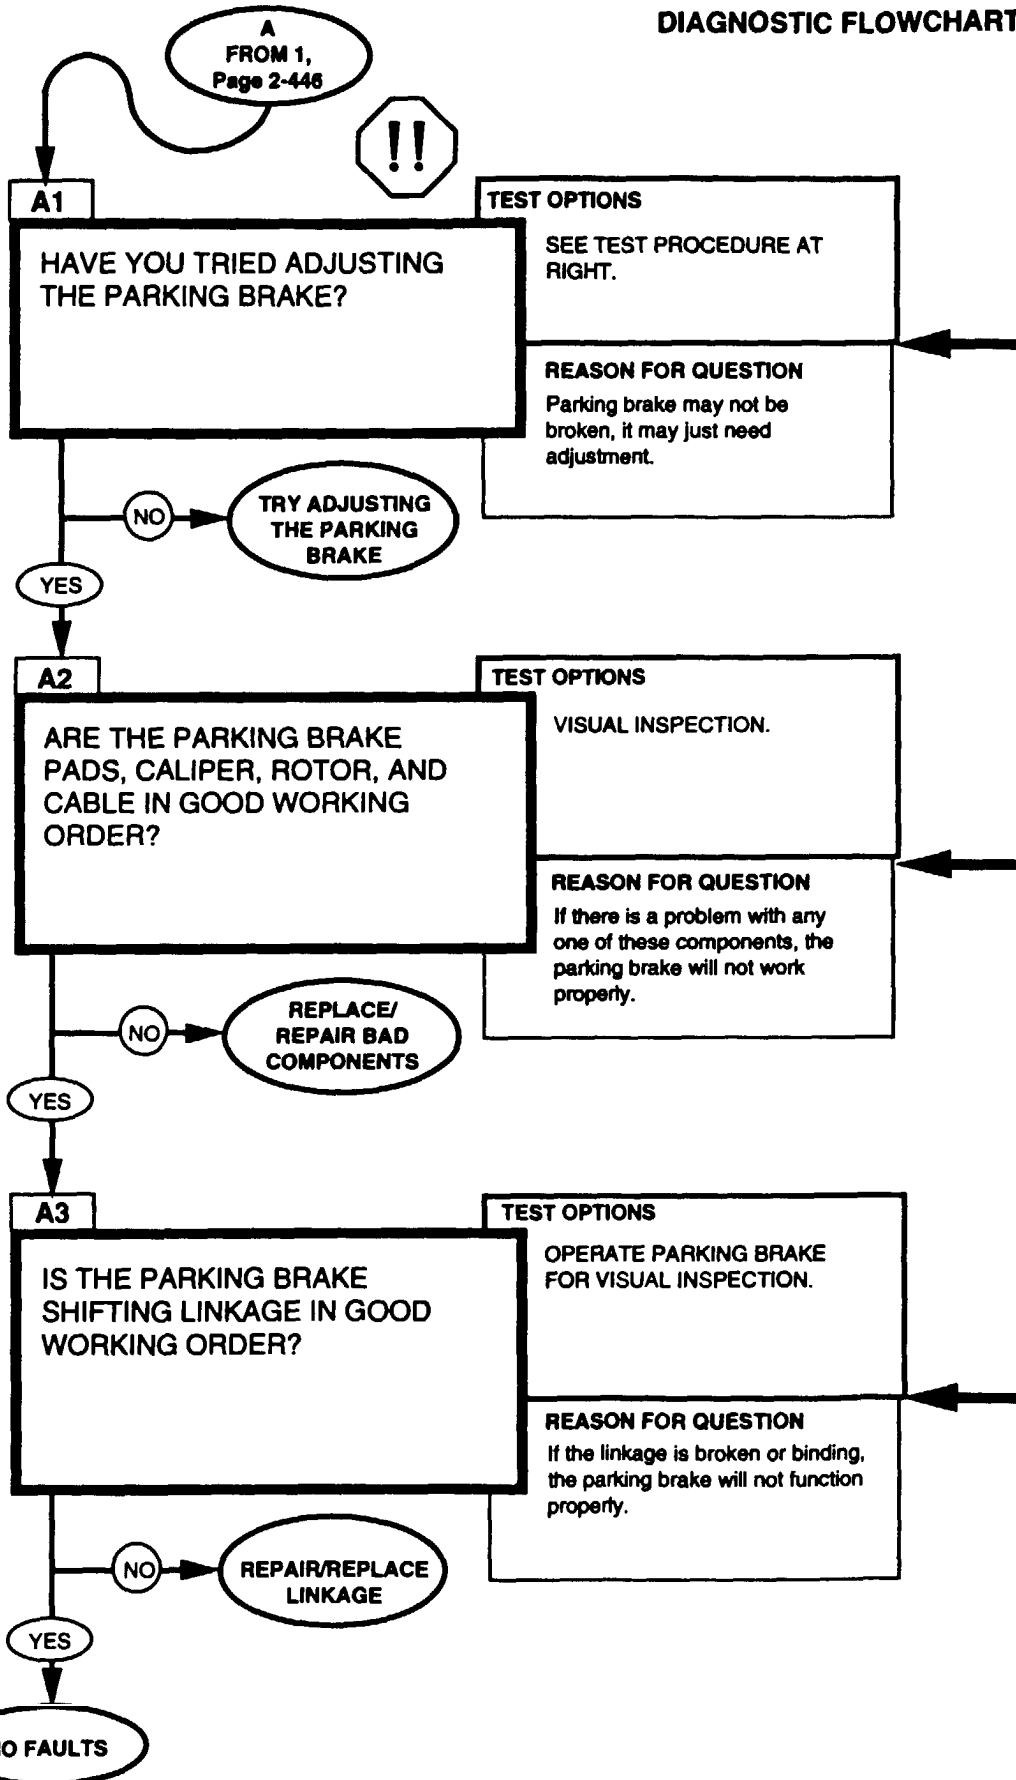 DIAGNOSTIC FLOWCHART
A
FROM 1,
Page 2-446
!!
A1
HAVE YOU TRIED ADJUSTING
THE PARKING BRAKE?
TEST OPTIONS
SEE TEST PROCEDURE AT
RIGHT.
REASON FOR QUESTION
Parking brake may not be
broken, it may just need
adjustment.
NO
TRY ADJUSTING
THE PARKING
BRAKE
YES
A2
ARE THE PARKING BRAKE
PADS, CALIPER, ROTOR, AND
CABLE IN GOOD WORKING
ORDER?
TEST OPTIONS
VISUAL INSPECTION.
REASON FOR QUESTION
If there is a problem with any
one of these components, the
parking brake will not work
properly.
NO
REPLACE/
REPAIR BAD
COMPONENTS
YES
A3
IS THE PARKING BRAKE
SHIFTING LINKAGE IN GOOD
WORKING ORDER?
TEST OPTIONS
OPERATE PARKING BRAKE
FOR VISUAL INSPECTION.
REASON FOR QUESTION
If the linkage is broken or binding,
the parking brake will not function
properly.
NO
REPAIR/REPLACE
LINKAGE
YES
O FAULTS